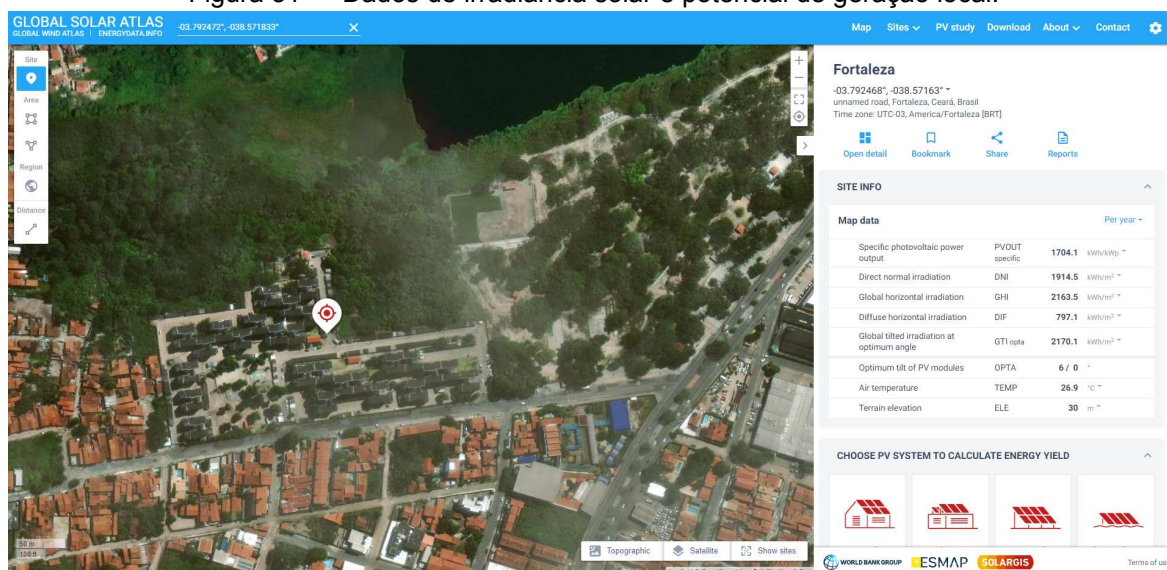 GLOBAL SOLAR ATLAS
GLOBAL WIND ATLAS | ENERGYDATA.INFO
-03.792472°, -038.571833°
Map Sites PV study Download About Contact
Site
Area
Region
Distance
Fortaleza
-03.792468°, -038.57163°
unnamed road, Fortaleza, Ceará, Brasil
Time zone: UTC-03, America/Fortaleza [BRT]
Open detail Bookmark Share Reports
SITE INFO
Map data Per year
Specific photovoltaic power output PVOUT specific 1704.1 kWh/kWp
Direct normal irradiation DNI 1914.5 kWh/m²
Global horizontal irradiation GHI 2163.5 kWh/m²
Diffuse horizontal irradiation DIF 797.1 kWh/m²
Global tilted irradiation at optimum angle GTI opta 2170.1 kWh/m²
Optimum tilt of PV modules OPTA 6 / 0 °
Air temperature TEMP 26.9 °C
Terrain elevation ELE 30 m
CHOOSE PV SYSTEM TO CALCULATE ENERGY YIELD
50 m
100 ft
Topographic Satellite Show sites
WORLD BANK GROUP ESMAP SOLARGIS Terms of us